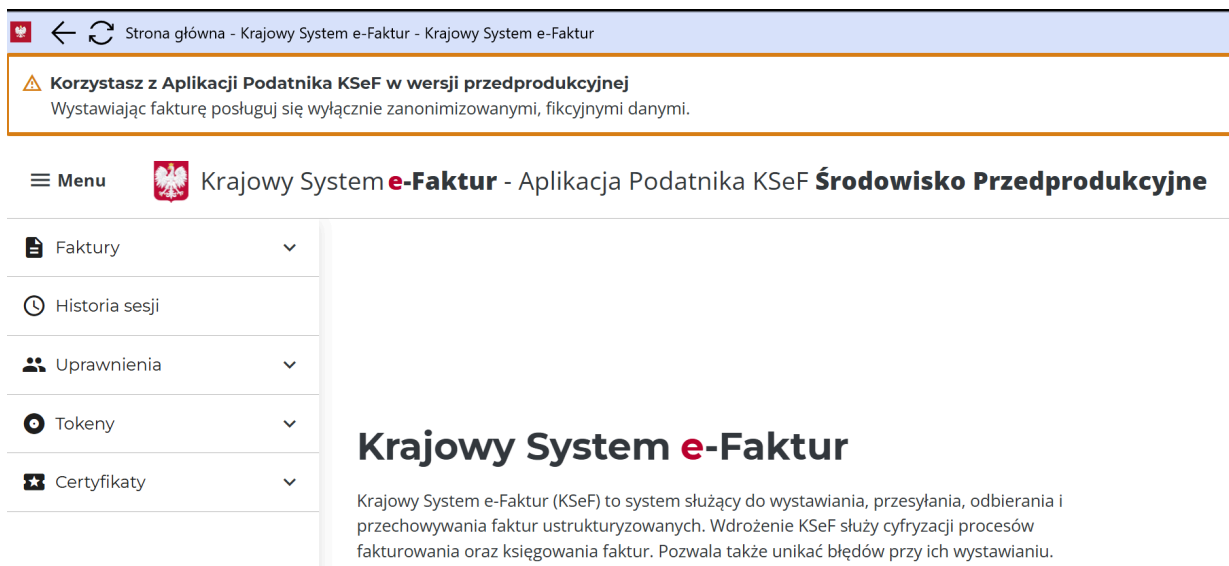 Strona główna - Krajowy System e-Faktur - Krajowy System e-Faktur
Korzystasz z Aplikacji Podatnika KSeF w wersji przedprodukcyjnej
Wystawiając fakturę posługuj się wyłącznie zanonimizowanymi, fikcyjnymi danymi.
Menu
Krajowy System e-Faktur - Aplikacja Podatnika KSeF Środowisko Przedprodukcyjne
Faktury
Historia sesji
Uprawnienia
Tokeny
Certyfikaty
Krajowy System e-Faktur
Krajowy System e-Faktur (KSeF) to system służący do wystawiania, przesyłania, odbierania i
przechowywania faktur ustrukturyzowanych. Wdrożenie KSeF służy cyfryzacji procesów
fakturowania oraz księgowania faktur. Pozwala także unikać błędów przy ich wystawianiu.